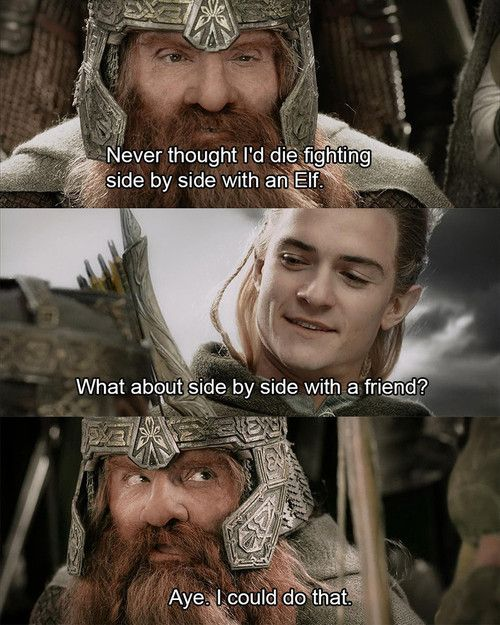 Never thought I'd die fighting
side by side with an Elf.
What about side by side with a friend?
Aye. I could do that.